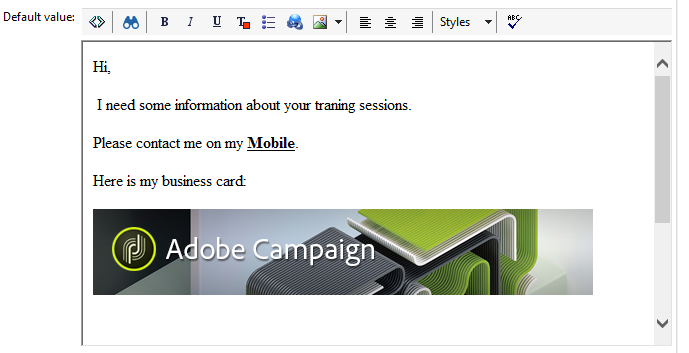 Default value:
B I U T Styles ABC
Hi,
I need some information about your traning sessions.
Please contact me on my Mobile.
Here is my business card:
Adobe Campaign